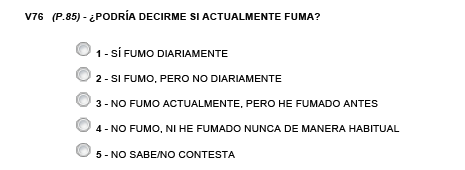 V76 (P.85) - ¿PODRÍA DECIRME SI ACTUALMENTE FUMA?
1 - SÍ FUMO DIARIAMENTE
2 - SI FUMO, PERO NO DIARIAMENTE
3 - NO FUMO ACTUALMENTE, PERO HE FUMADO ANTES
4 - NO FUMO, NI HE FUMADO NUNCA DE MANERA HABITUAL
5 - NO SABE/NO CONTESTA